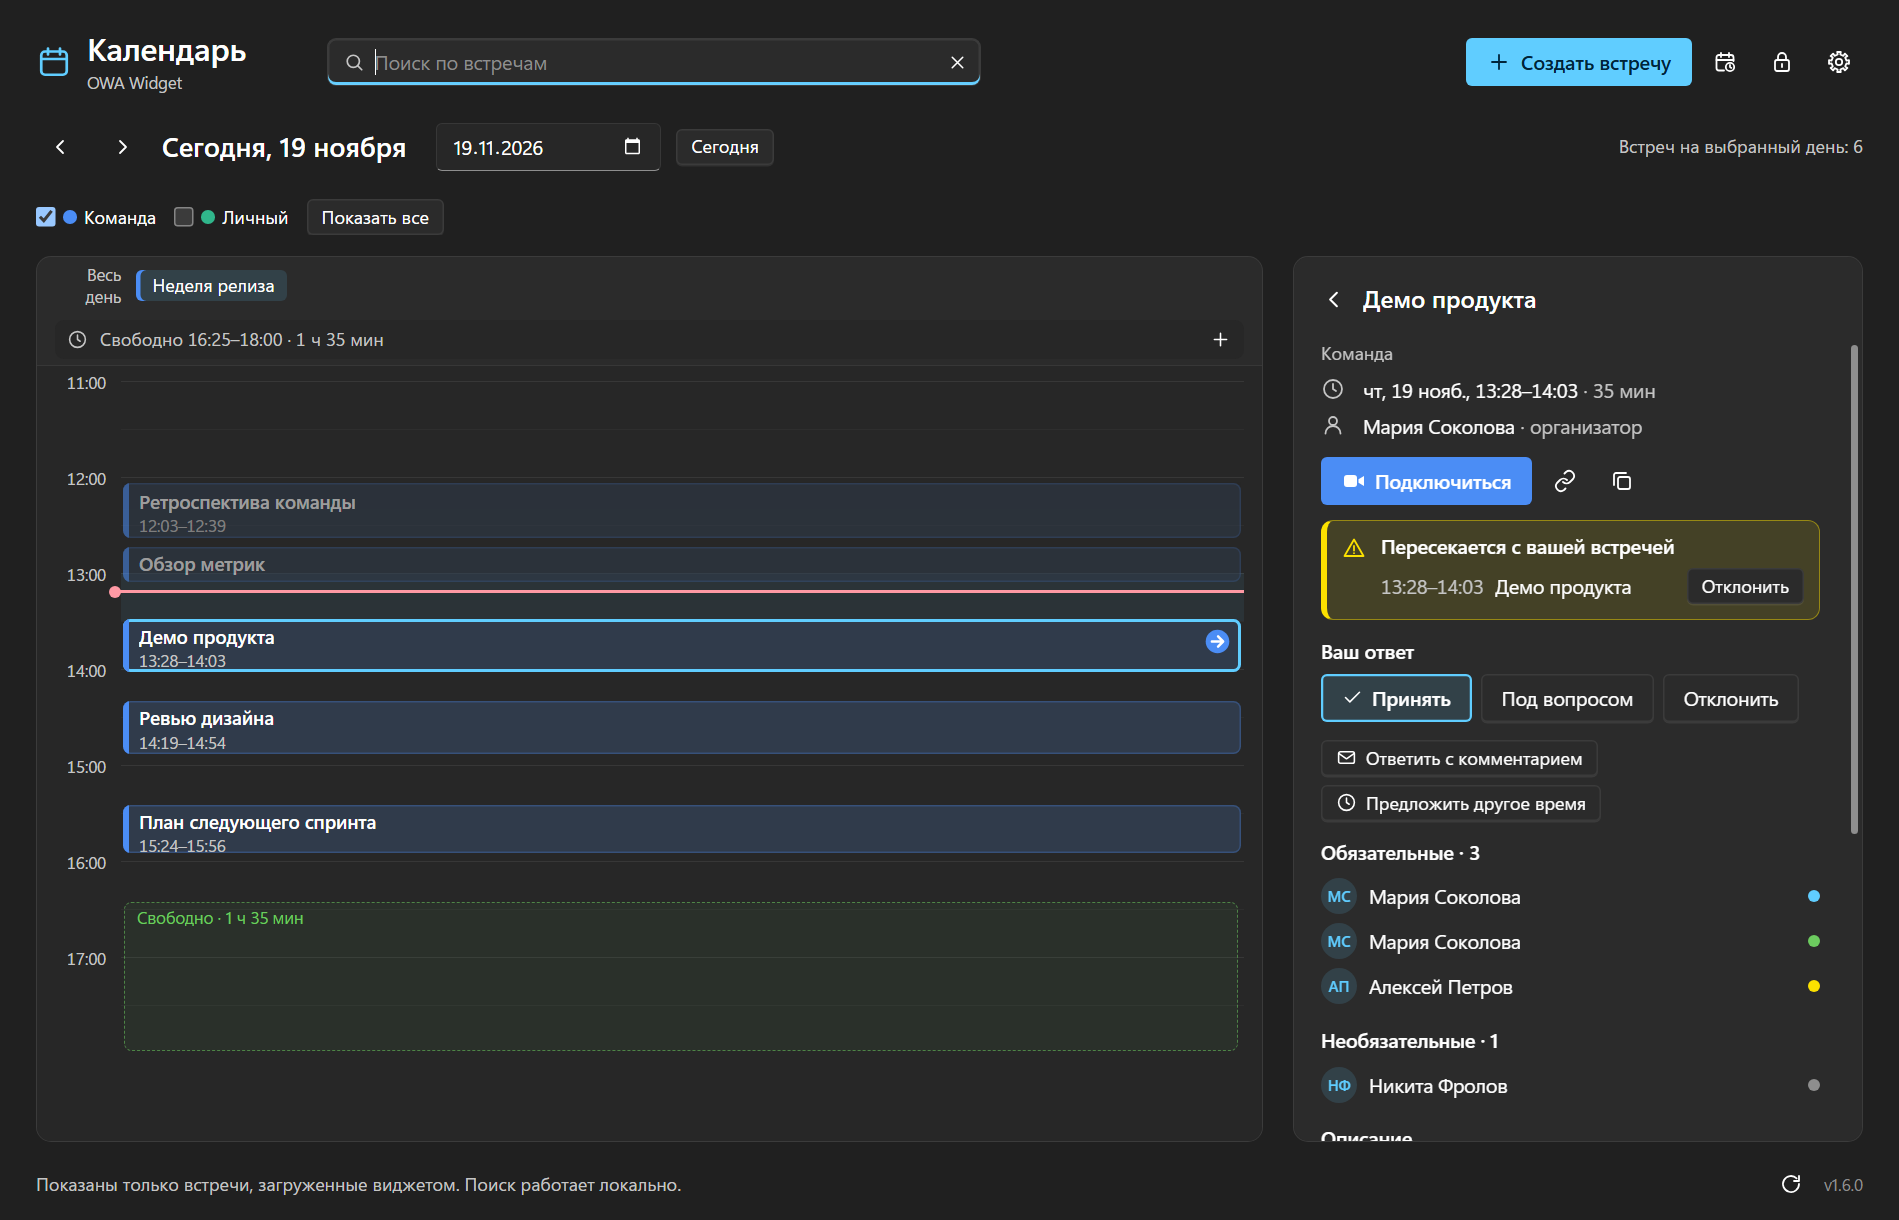 Календарь
OWA Widget
Поиск по встречам
Создать встречу
Сегодня, 19 ноября
19.11.2026
Сегодня
Встреч на выбранный день: 6
Команда
Личный
Показать все
Весь день
Неделя релиза
Свободно 16:25–18:00 · 1 ч 35 мин
11:00
12:00
Ретроспектива команды
12:03–12:39
Обзор метрик
13:00
Демо продукта
13:28–14:03
14:00
Ревью дизайна
14:19–14:54
15:00
План следующего спринта
15:24–15:56
16:00
Свободно · 1 ч 35 мин
17:00
Демо продукта
Команда
чт, 19 нояб., 13:28–14:03 · 35 мин
Мария Соколова · организатор
Подключиться
Пересекается с вашей встречей
13:28–14:03 Демо продукта
Отклонить
Ваш ответ
Принять
Под вопросом
Отклонить
Ответить с комментарием
Предложить другое время
Обязательные · 3
МС Мария Соколова
МС Мария Соколова
АП Алексей Петров
Необязательные · 1
НФ Никита Фролов
Описание
Показаны только встречи, загруженные виджетом. Поиск работает локально.
v1.6.0